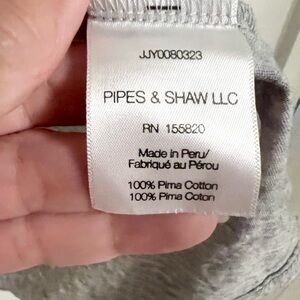 JJY0080323
PIPES & SHAW LLC
RN 155820
Made in Peru/
Fabriqué au Pérou
100% Pima Cotton
100% Pima Coton